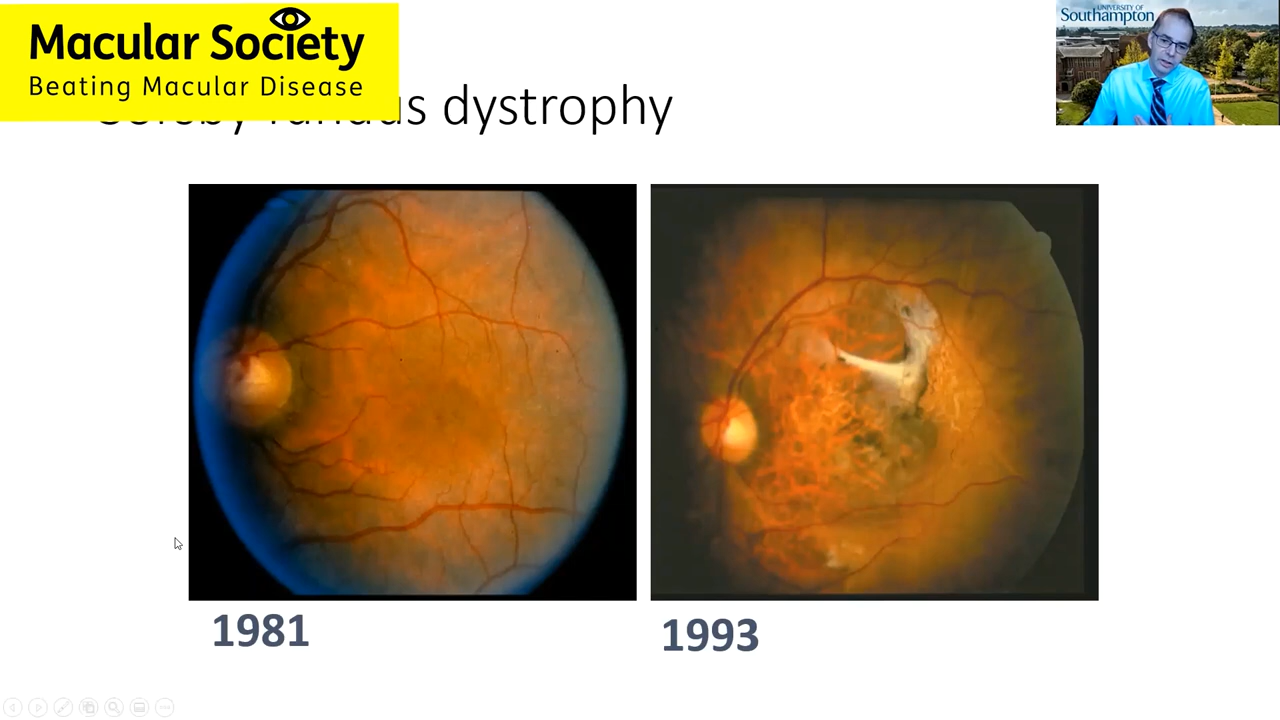 Macular Society
Beating Macular Disease
UNIVERSITY OF
Southampton
dystrophy
1981
1993